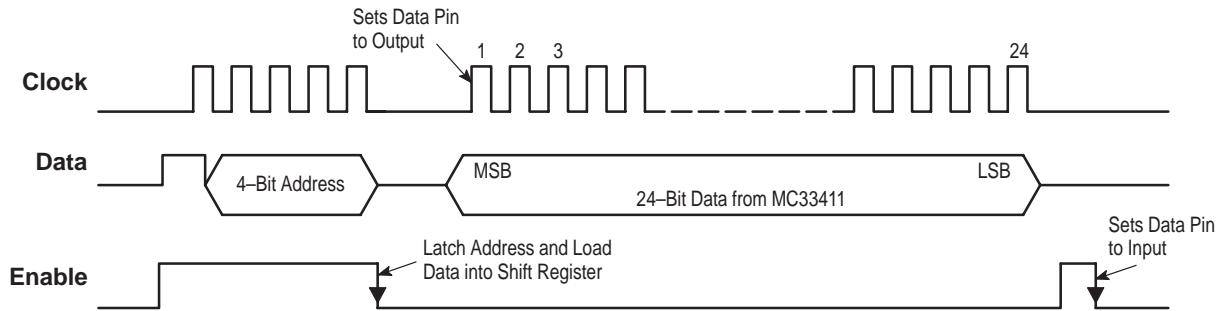 Sets Data Pin
to Output
1 2 3 24
Clock
Data
4–Bit Address
MSB
LSB
24–Bit Data from MC33411
Sets Data Pin
to Input
Latch Address and Load
Data into Shift Register
Enable